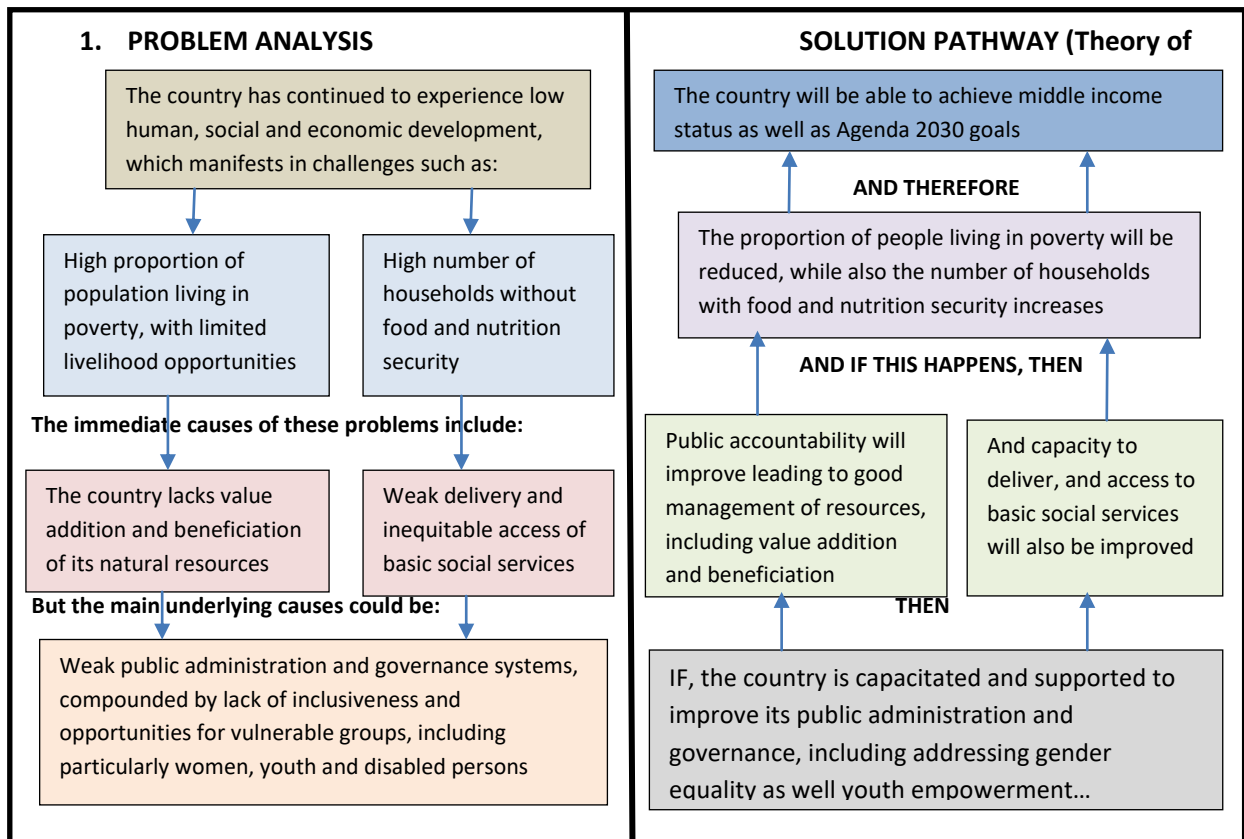 1. PROBLEM ANALYSIS
The country has continued to experience low
human, social and economic development,
which manifests in challenges such as:
High proportion of
population living in
poverty, with limited
livelihood opportunities
High number of
households without
food and nutrition
security
The immediate causes of these problems include:
The country lacks value
addition and beneficiation
of its natural resources
Weak delivery and
inequitable access of
basic social services
But the main underlying causes could be:
Weak public administration and governance systems,
compounded by lack of inclusiveness and
opportunities for vulnerable groups, including
particularly women, youth and disabled persons
SOLUTION PATHWAY (Theory of
The country will be able to achieve middle income
status as well as Agenda 2030 goals
AND THEREFORE
The proportion of people living in poverty will be
reduced, while also the number of households
with food and nutrition security increases
AND IF THIS HAPPENS, THEN
Public accountability will
improve leading to good
management of resources,
including value addition
and beneficiation
And capacity to
deliver, and access to
basic social services
will also be improved
THEN
IF, the country is capacitated and supported to
improve its public administration and
governance, including addressing gender
equality as well youth empowerment…